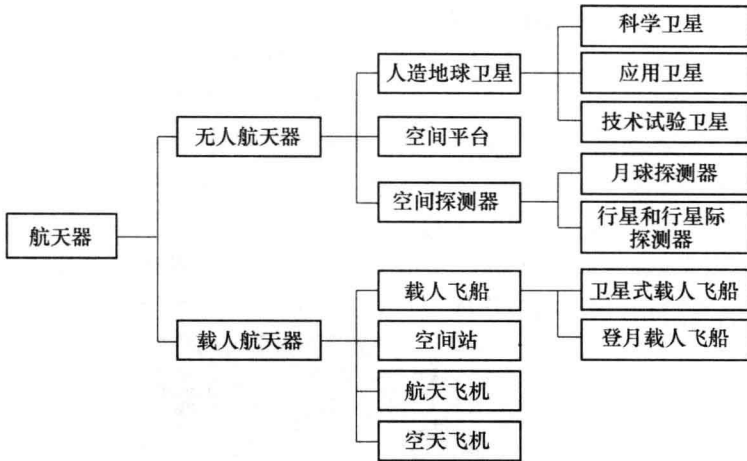 航天器
无人航天器
人造地球卫星
科学卫星
应用卫星
技术试验卫星
空间平台
空间探测器
月球探测器
行星和行星际
探测器
载人航天器
载人飞船
卫星式载人飞船
登月载人飞船
空间站
航天飞机
空天飞机